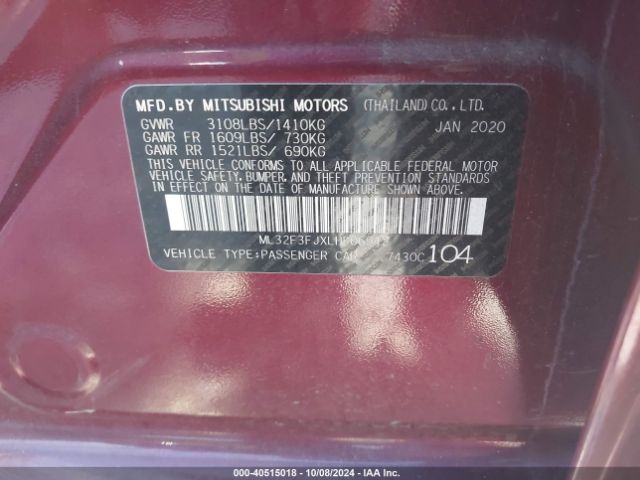 MFD.BY MITSUBISHI MOTORS (THAILAND)CO.,LTD.
GVWR 3108LBS/1410KG JAN 2020
GAWR FR 1609LBS/ 730KG
GAWR RR 1521LBS/ 690KG
THIS VEHICLE CONFORMS TO ALL APPLICABLE FEDERAL MOTOR
VEHICLE SAFETY, BUMPER, AND THEFT PREVENTION STANDARDS
IN EFFECT ON THE DATE OF MANUFACTURE SHOWN ABOVE.
VEHICLE TYPE:PASSENGER 7430C 104
000-40515018 - 10/08/2024 - IAA Inc.